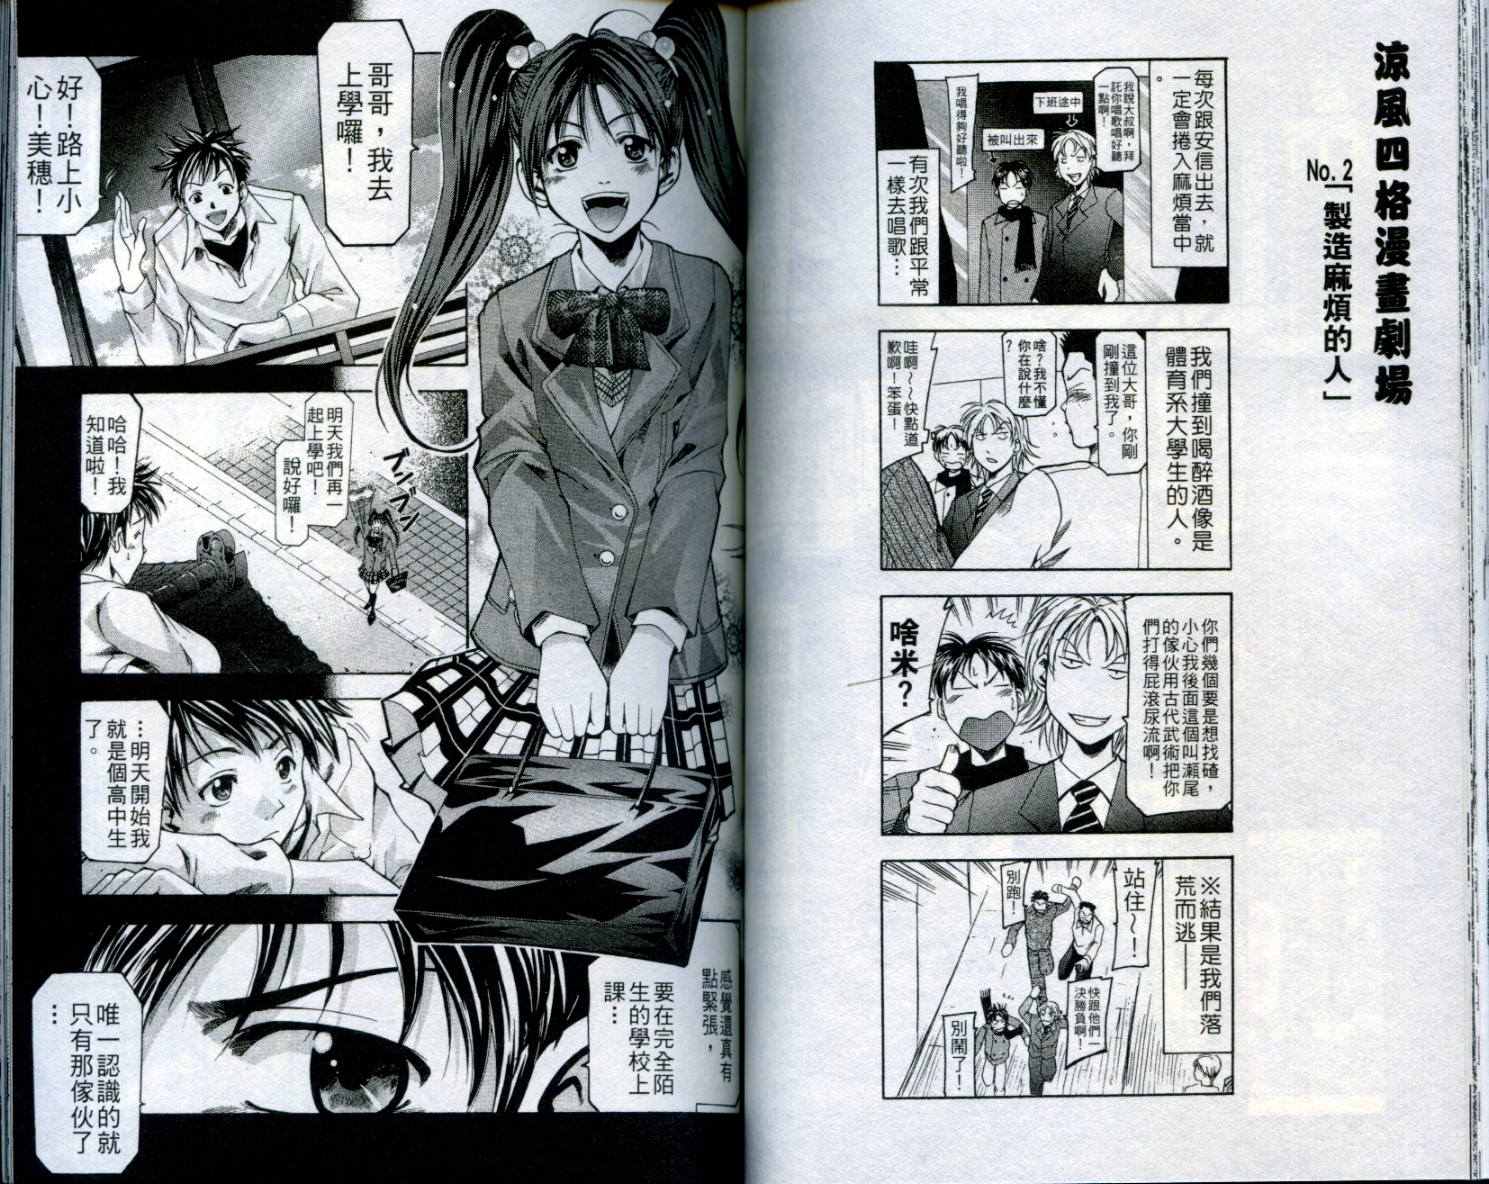 涼風四格漫畫劇場
No.2
「製造麻煩的人」
每次跟安信出去，就
一定會捲入麻煩當中
。
我說大叔啊，拜
託你唱歌唱好聽
一點啊！
下班途中
被叫出來
我唱得夠好聽啦！
有次我們跟平常
一樣去唱歌…
我們撞到喝醉酒像是
體育系大學生的人。
這位大哥，你剛
剛撞到我了。
啥？我不懂
你在說什麼
？
哇啊～～快點道
歉啊！笨蛋！
你們幾個要是想找碴，
小心我後面這個叫瀨尾
的傢伙用古代武術把你
們打得屁滾尿流啊！
啥米？
※結果是我們落
荒而逃——
站住～！
別跑！
快跟他們一
決勝負啊！
別鬧了！
哥哥，我去
上學囉！
好！路上小
心！美穗！
ブン
ブン
明天我們再一
起上學吧！
說好囉！
哈哈！我
知道啦！
…明天開始我
就是個高中生
了。
感覺還真有
點緊張，
要在完全陌
生的學校上
課…
唯一認識的就
只有那傢伙了
…